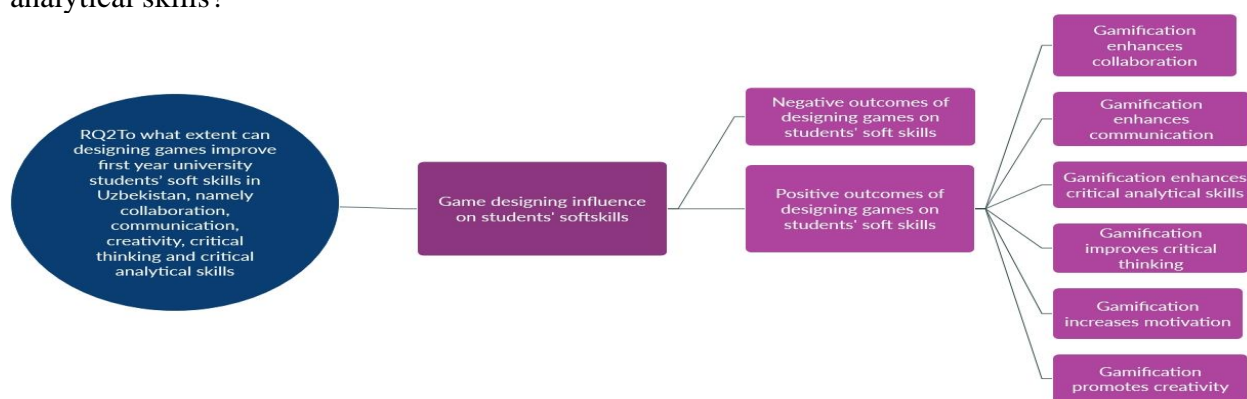 analytical skills?
RQ2To what extent can
designing games improve
first year university
students' soft skills in
Uzbekistan, namely
collaboration,
communication,
creativity, critical
thinking and critical
analytical skills
Game designing influence
on students' softskills
Negative outcomes of
designing games on
students' soft skills
Positive outcomes of
designing games on
students' soft skills
Gamification
enhances
collaboration
Gamification
enhances
communication
Gamification enhances
critical analytical skills
Gamification
improves critical
thinking
Gamification
increases motivation
Gamification
promotes creativity